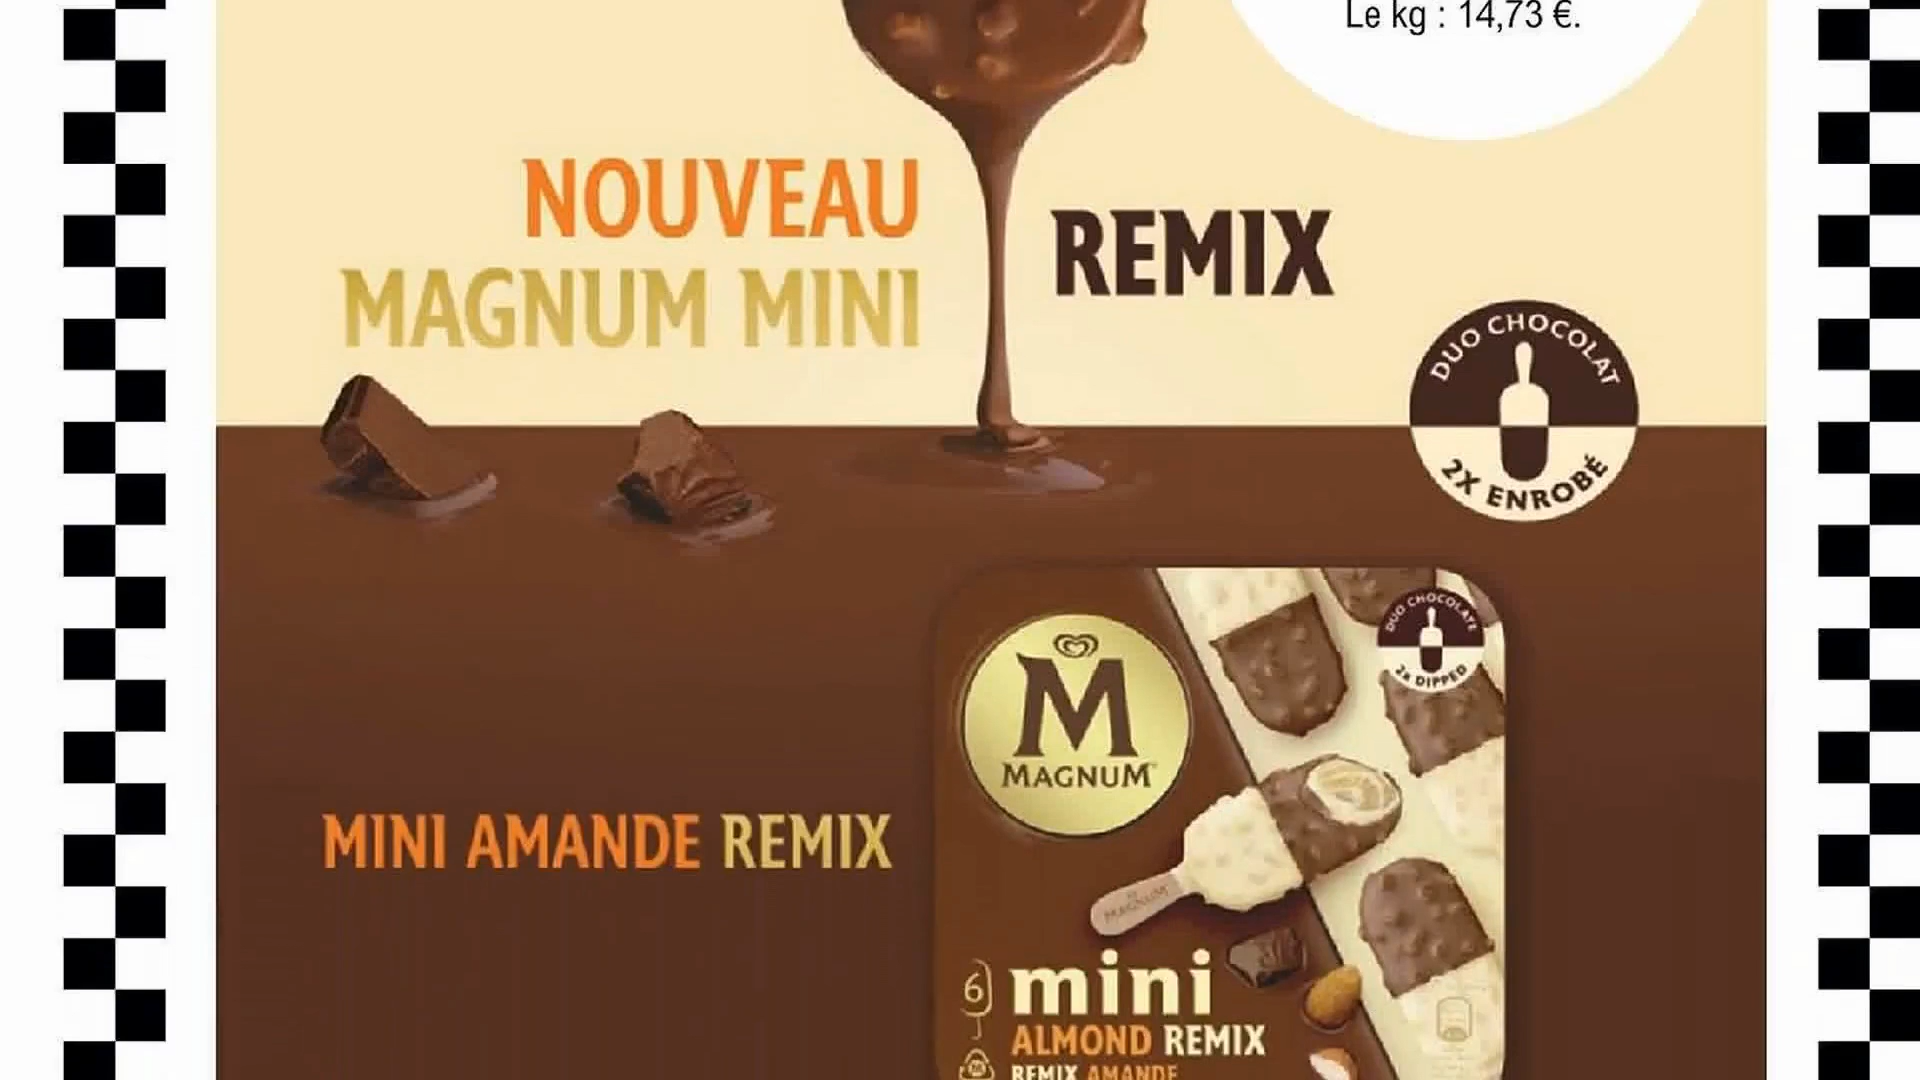 Le kg : 14,73 €.
NOUVEAU
MAGNUM MINI
REMIX
DUO CHOCOLAT
2X ENROBÉ
DUO CHOCOLATE
2x DIPPED
M
MAGNUM
MAGNUM
MINI AMANDE REMIX
6
mini
ALMOND REMIX
REMIX AMANDE